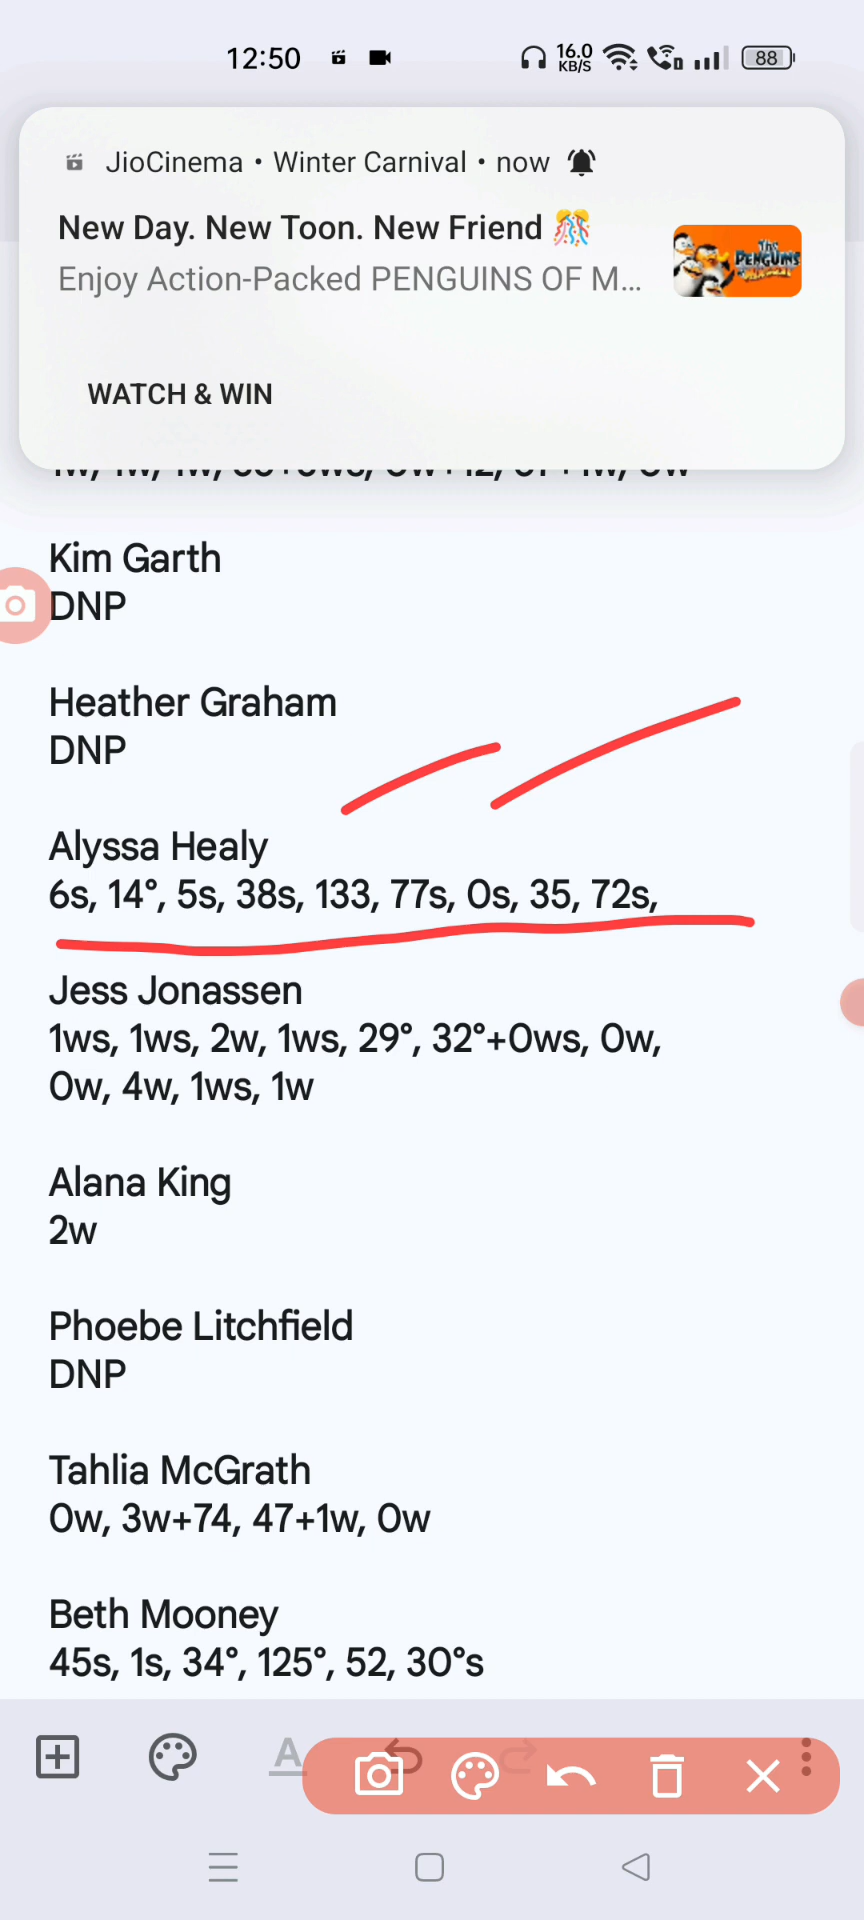 12:50 16.0 KB/S 88
JioCinema • Winter Carnival • now
New Day. New Toon. New Friend 🎊
Enjoy Action-Packed PENGUINS OF M...
The PENGUINS
WATCH & WIN
Kim Garth
DNP
Heather Graham
DNP
Alyssa Healy
6s, 14°, 5s, 38s, 133, 77s, 0s, 35, 72s,
Jess Jonassen
1ws, 1ws, 2w, 1ws, 29°, 32°+0ws, 0w,
0w, 4w, 1ws, 1w
Alana King
2w
Phoebe Litchfield
DNP
Tahlia McGrath
0w, 3w+74, 47+1w, 0w
Beth Mooney
45s, 1s, 34°, 125°, 52, 30°s
A